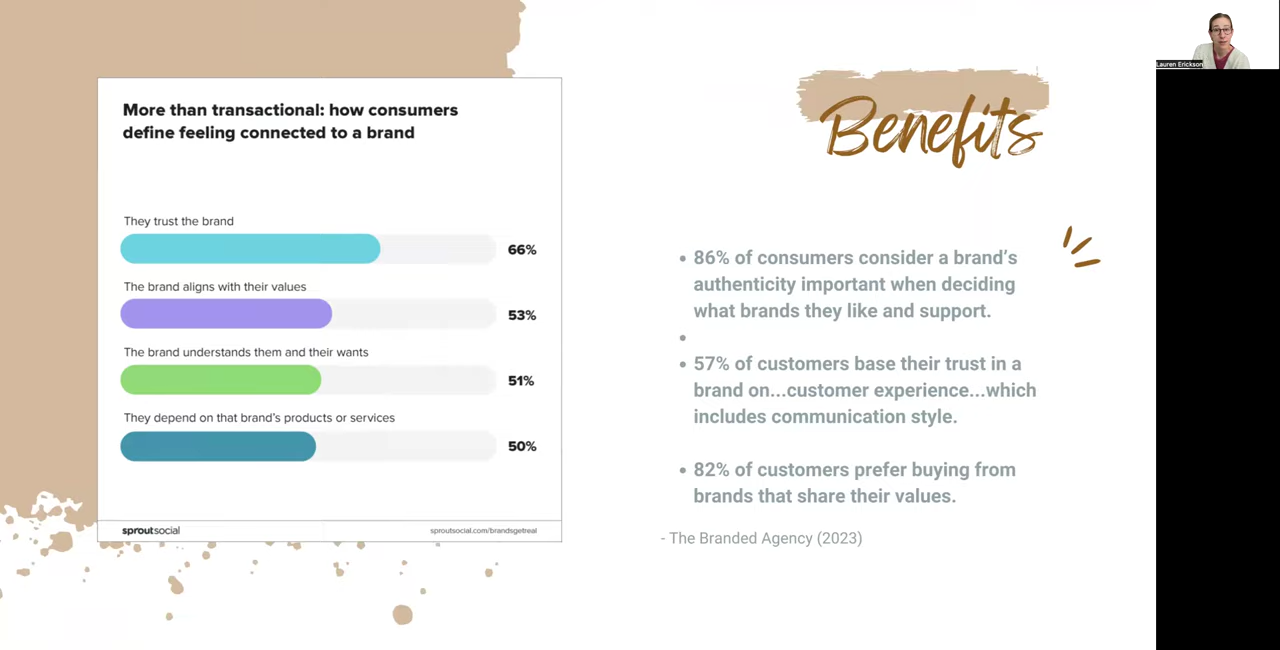 More than transactional: how consumers
define feeling connected to a brand
They trust the brand
66%
The brand aligns with their values
53%
The brand understands them and their wants
51%
They depend on that brand's products or services
50%
sproutsocial
sproutsocial.com/brandsgetreal
Benefits
• 86% of consumers consider a brand's
authenticity important when deciding
what brands they like and support.
•
• 57% of customers base their trust in a
brand on...customer experience...which
includes communication style.
• 82% of customers prefer buying from
brands that share their values.
- The Branded Agency (2023)
Lauren Erickson